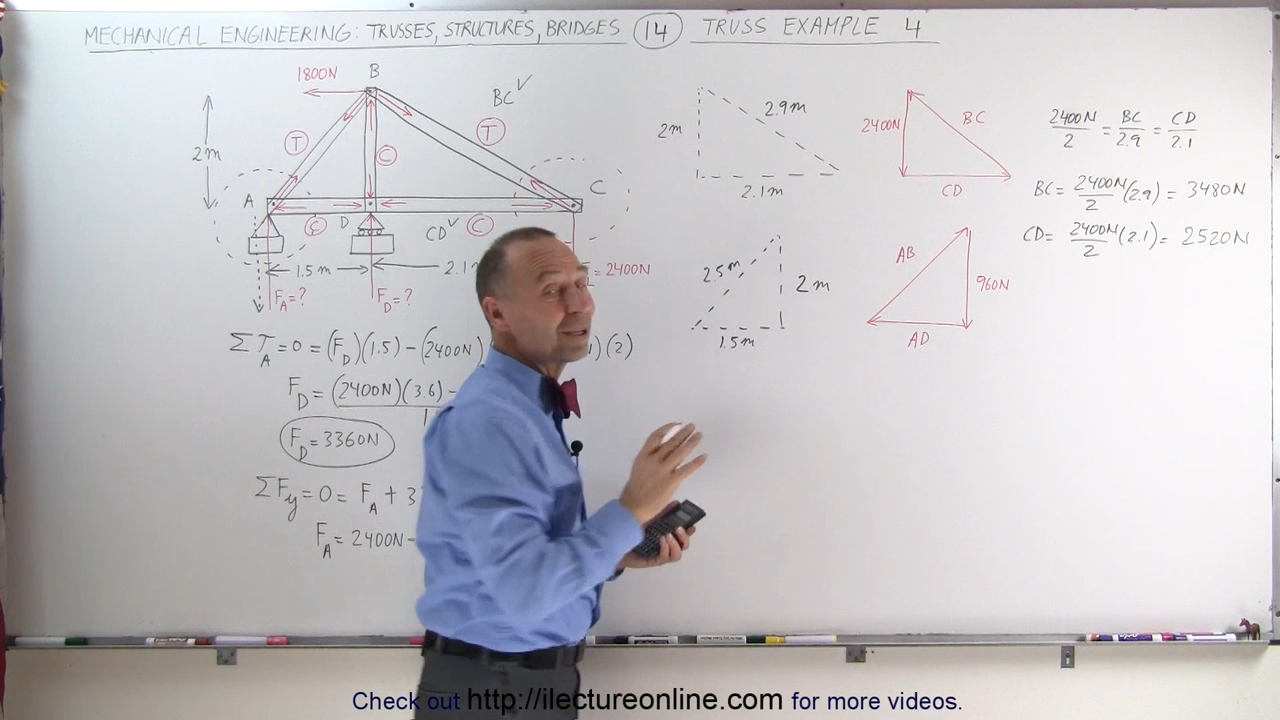 MECHANICAL ENGINEERING: TRUSSES, STRUCTURES, BRIDGES (14) TRUSS EXAMPLE 4
1800N
B
BC√
2m
T
C
T
A
D
C
CD√
C
C
1.5m
2.1
F_A=?
F_D=?
= 2400N
Στ_A = 0 = (F_D)(1.5) − (2400N)
)(2)
F_D = (2400N)(3.6) −
F_D = 3360N
ΣF_y = 0 = F_A + 3
F_A = 2400N −
2m
2.9m
2.1m
2400N
BC
CD
2400N/2 = BC/2.9 = CD/2.1
BC = 2400N/2 (2.9) = 3480N
CD = 2400N/2 (2.1) = 2520N
2.5m
2m
1.5m
AB
960N
AD
Check out http://ilectureonline.com for more videos.